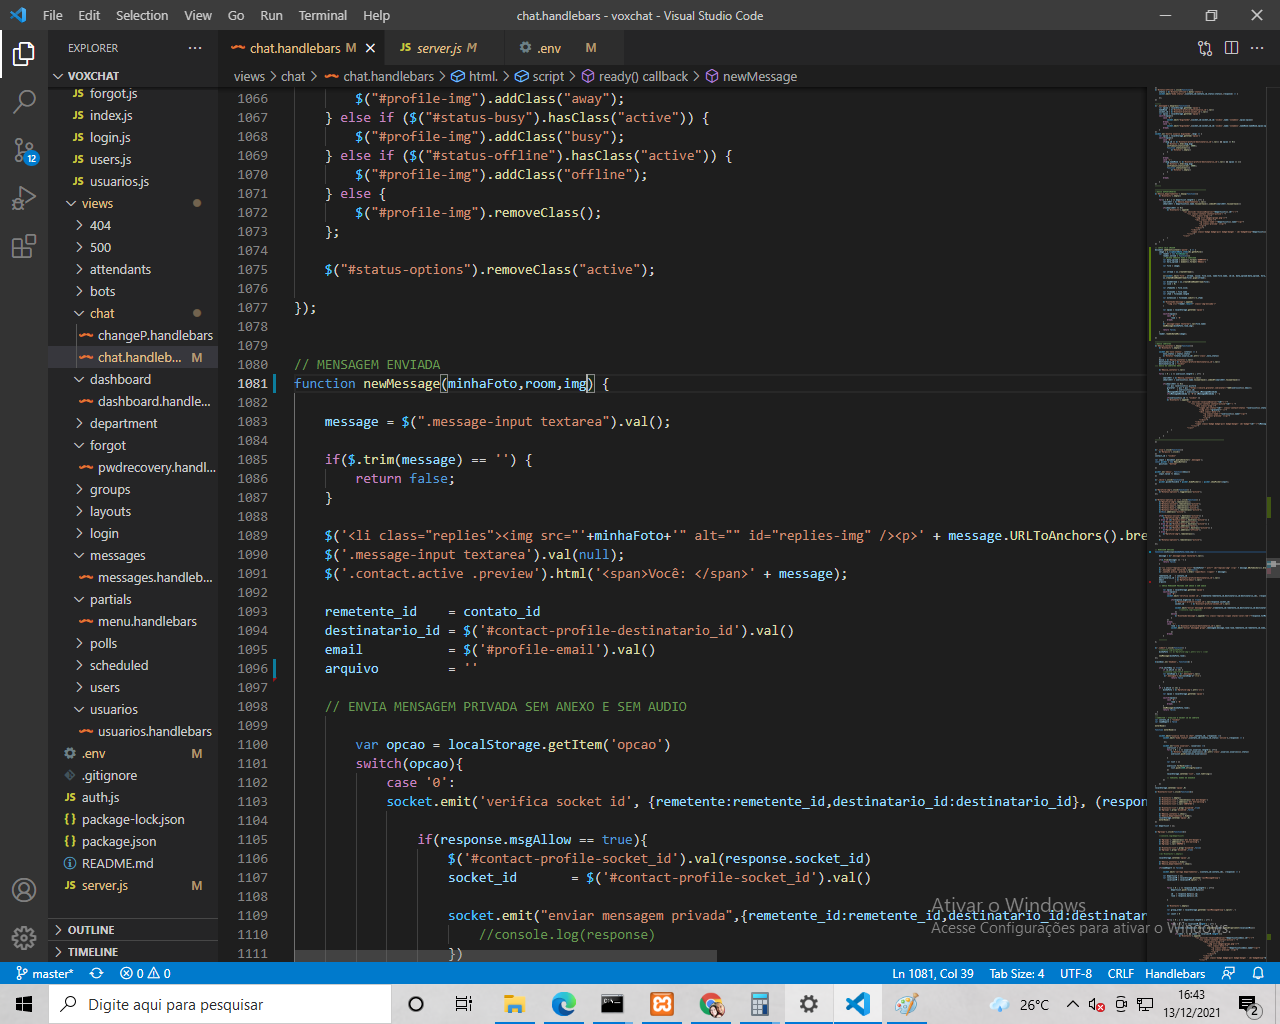 File Edit Selection View Go Run Terminal Help chat.handlebars - voxchat - Visual Studio Code
EXPLORER ···
chat.handlebars M
JS server.js M
.env M
VOXCHAT
views > chat > chat.handlebars > html. > script > ready() callback > newMessage
JS forgot.js
JS index.js
JS login.js
JS users.js
JS usuarios.js
views
404
500
attendants
bots
chat
changeP.handlebars
chat.handleb... M
dashboard
dashboard.handle...
department
forgot
pwdrecovery.handl...
groups
layouts
login
messages
messages.handleb...
partials
menu.handlebars
polls
scheduled
users
usuarios
usuarios.handlebars
.env M
.gitignore
JS auth.js
{} package-lock.json
{} package.json
README.md
JS server.js M
OUTLINE
TIMELINE
12
1066 $("#profile-img").addClass("away");
1067 } else if ($("#status-busy").hasClass("active")) {
1068 $("#profile-img").addClass("busy");
1069 } else if ($("#status-offline").hasClass("active")) {
1070 $("#profile-img").addClass("offline");
1071 } else {
1072 $("#profile-img").removeClass();
1073 };
1074
1075 $("#status-options").removeClass("active");
1076
1077 });
1078
1079
1080 // MENSAGEM ENVIADA
1081 function newMessage(minhaFoto,room,img) {
1082
1083 message = $(".message-input textarea").val();
1084
1085 if($.trim(message) == '') {
1086 return false;
1087 }
1088
1089 $('<li class="replies"><img src="'+minhaFoto+'" alt="" id="replies-img" /><p>' + message.URLToAnchors().bre
1090 $('.message-input textarea').val(null);
1091 $('.contact.active .preview').html('<span>Você: </span>' + message);
1092
1093 remetente_id = contato_id
1094 destinatario_id = $('#contact-profile-destinatario_id').val()
1095 email = $('#profile-email').val()
1096 arquivo = ''
1097
1098 // ENVIA MENSAGEM PRIVADA SEM ANEXO E SEM AUDIO
1099
1100 var opcao = localStorage.getItem('opcao')
1101 switch(opcao){
1102 case '0':
1103 socket.emit('verifica socket id', {remetente:remetente_id,destinatario_id:destinatario_id}, (respon
1104
1105 if(response.msgAllow == true){
1106 $('#contact-profile-socket_id').val(response.socket_id)
1107 socket_id = $('#contact-profile-socket_id').val()
1108
1109 socket.emit("enviar mensagem privada",{remetente_id:remetente_id,destinatario_id:destinatar
1110 //console.log(response)
1111 })
Ativar o Windows
Acesse Configurações para ativar o Windows.
master* 0 0 Ln 1081, Col 39 Tab Size: 4 UTF-8 CRLF Handlebars
Digite aqui para pesquisar
26°C
16:43
13/12/2021
2